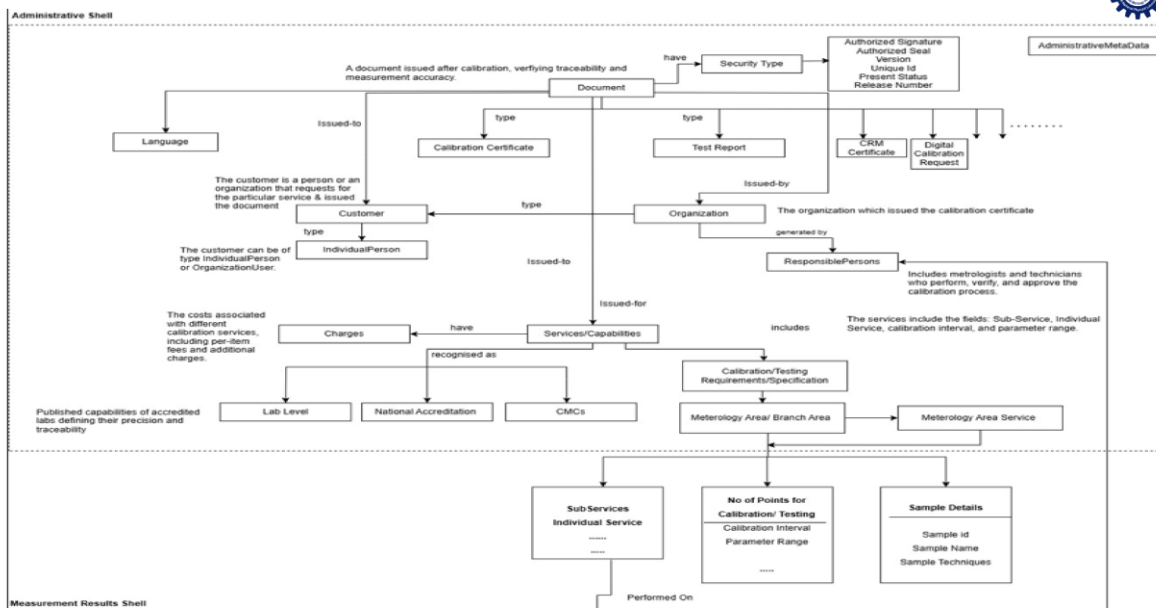 Administrative Shell
Authorized Signature
Authorized Seal
Version
Unique Id
Present Status
Release Number
AdministrativeMetaData
have
Security Type
A document issued after calibration, verfiying traceability and
measurement accuracy.
Document
Issued-to
type
type
Language
Calibration Certificate
Test Report
CRM
Certificate
Digital
Calibration
Request
........
The customer is a person or an
organization that requests for
the particular service & issued
the document
Issued-by
Customer
type
Organization
The organization which issued the calibration certificate
type
generated by
The customer can be of
type IndividualPerson
or OrganizationUser.
IndividualPerson
Issued-to
ResponsiblePersons
Includes metrologists and technicians
who perform, verify, and approve the
calibration process.
Issued-for
The costs associated
with different
calibration services,
including per-item
fees and additional
charges.
Charges
have
Services/Capabilities
includes
The services include the fields: Sub-Service, Individual
Service, calibration interval, and parameter range.
recognised as
Calibration/Testing
Requirements/Specification
Published capabilities of accredited
labs defining their precision and
traceability
Lab Level
National Accreditation
CMCs
Meterology Area/ Branch Area
Meterology Area Service
SubServices
Individual Service
......
.....
No of Points for
Calibration/ Testing
Calibration Interval
Parameter Range
.....
Sample Details
Sample id
Sample Name
Sample Techniques
Performed On
Measurement Results Shell